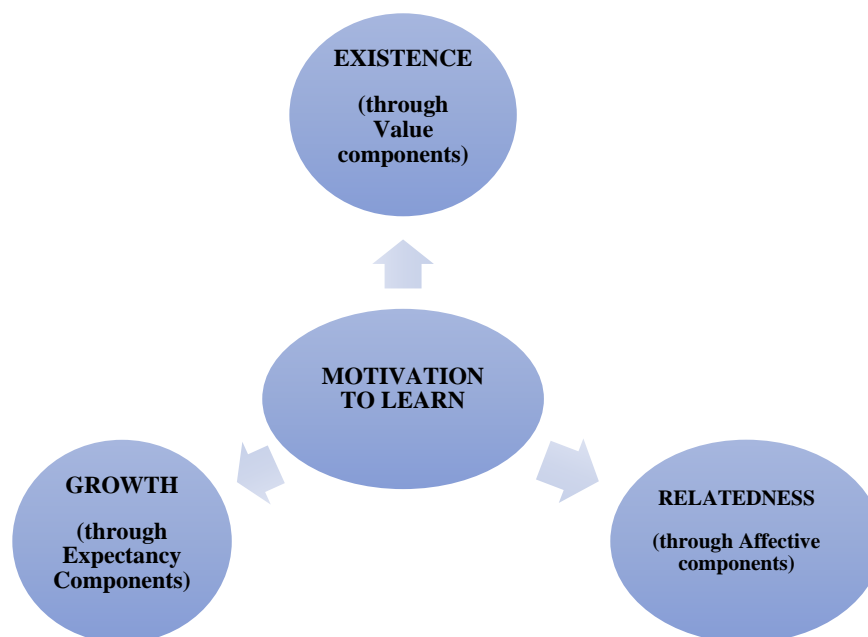 EXISTENCE
(through
Value
components)
MOTIVATION
TO LEARN
GROWTH
(through
Expectancy
Components)
RELATEDNESS
(through Affective
components)